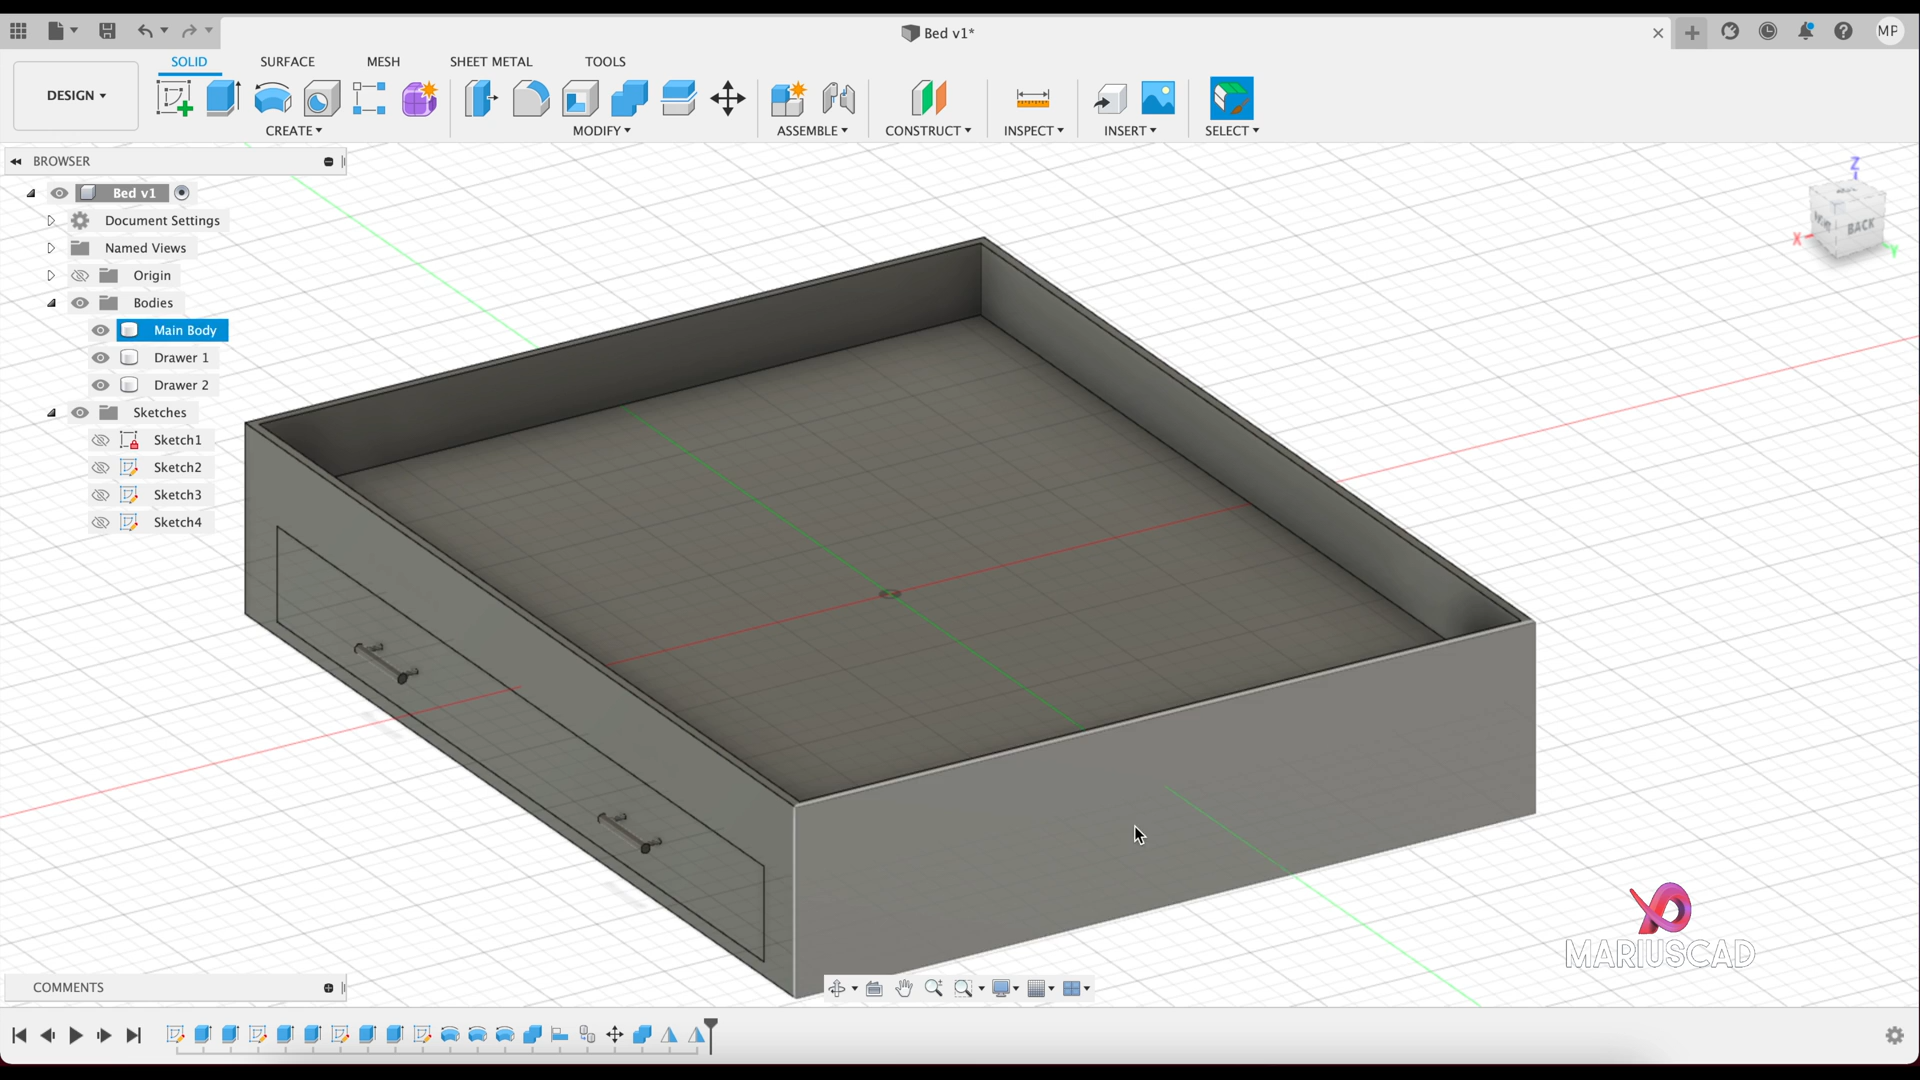 Bed v1*
MP
DESIGN
SOLID
SURFACE
MESH
SHEET METAL
TOOLS
CREATE
MODIFY
ASSEMBLE
CONSTRUCT
INSPECT
INSERT
SELECT
BROWSER
Bed v1
Document Settings
Named Views
Origin
Bodies
Main Body
Drawer 1
Drawer 2
Sketches
Sketch1
Sketch2
Sketch3
Sketch4
Z
BACK
X
Y
MARIUSCAD
COMMENTS